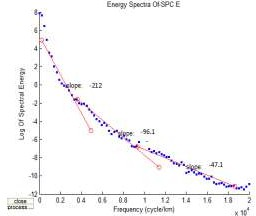 Energy Spectra Of-SPC E
Log Of Spectral Energy
8
6
4
2
0
-2
-4
-6
-8
-10
-12
slope: -212
slope: -96.1
slope: -47.1
0 0.2 0.4 0.6 0.8 1 1.2 1.4 1.6 1.8 2
x 10^4
Frequency (cycle/km)
close
process